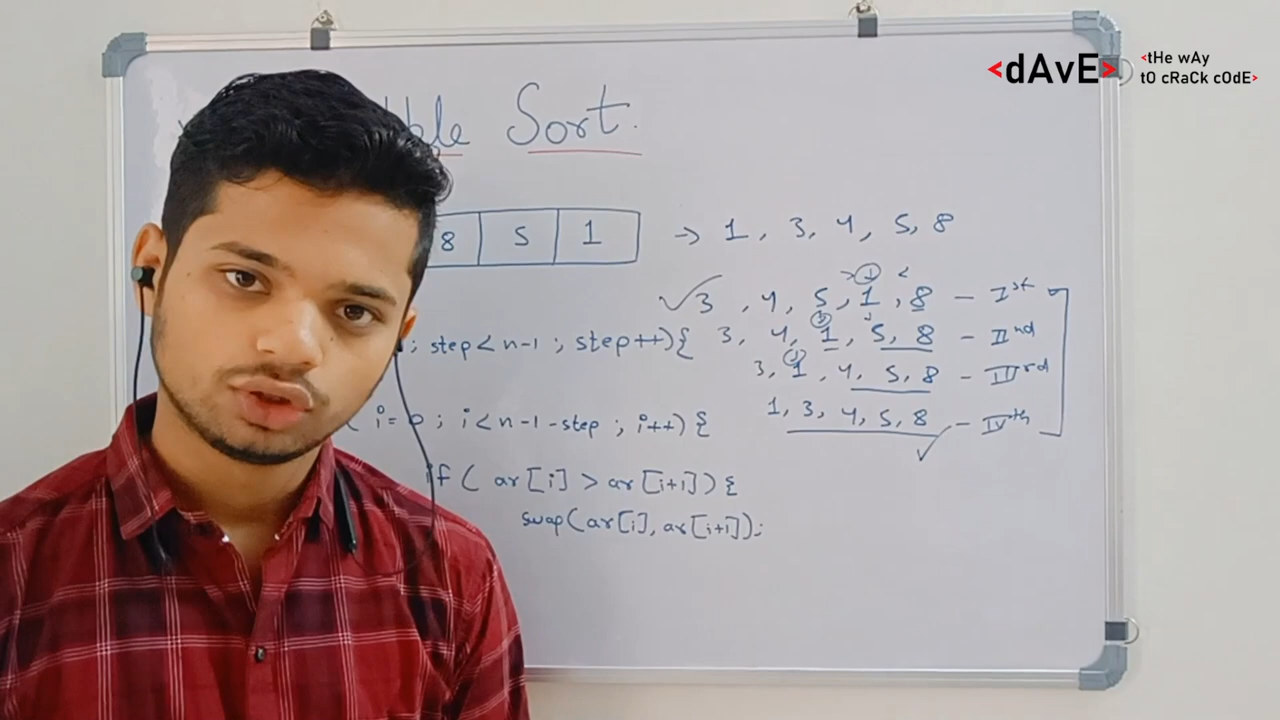 <dAvE>
<tHe wAy
tO cRaCk cOdE>
Sort.
8 5 1 → 1, 3, 4, 5, 8
> 1 <
✓ 3, 4, 5, 1, 8 - Ist
; step < n-1 ; step++){ 3, 4, 1, 5, 8 - IInd
3, 1, 4, 5, 8 - IIIrd
1, 3, 4, 5, 8 - IVth
( i=0 ; i < n-1-step ; i++) {
✓
if ( ar[i] > ar[i+1]) {
swap(ar[i], ar[i+1]);